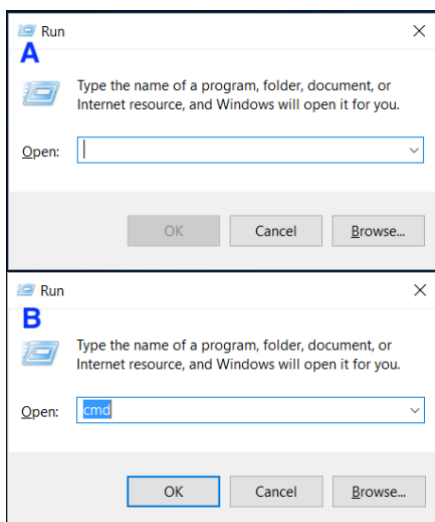 Run
A
Type the name of a program, folder, document, or
Internet resource, and Windows will open it for you.
Open:
OK Cancel Browse...
Run
B
Type the name of a program, folder, document, or
Internet resource, and Windows will open it for you.
Open: cmd
OK Cancel Browse...